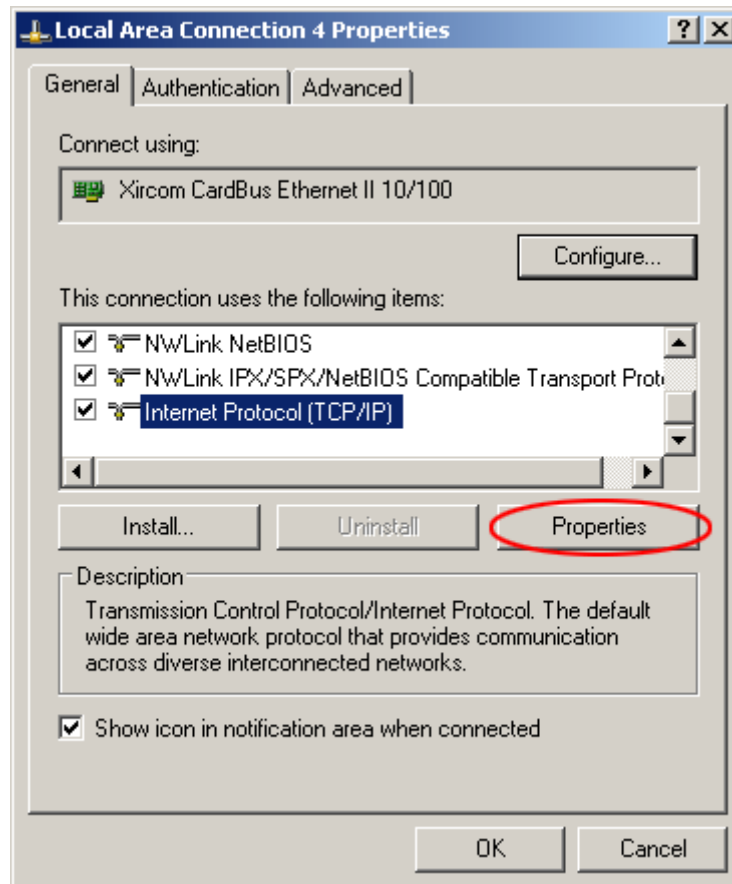 Local Area Connection 4 Properties
General Authentication Advanced
Connect using:
Xircom CardBus Ethernet II 10/100
Configure...
This connection uses the following items:
NWLink NetBIOS
NWLink IPX/SPX/NetBIOS Compatible Transport Prot
Internet Protocol (TCP/IP)
Install... Uninstall Properties
Description
Transmission Control Protocol/Internet Protocol. The default
wide area network protocol that provides communication
across diverse interconnected networks.
Show icon in notification area when connected
OK Cancel